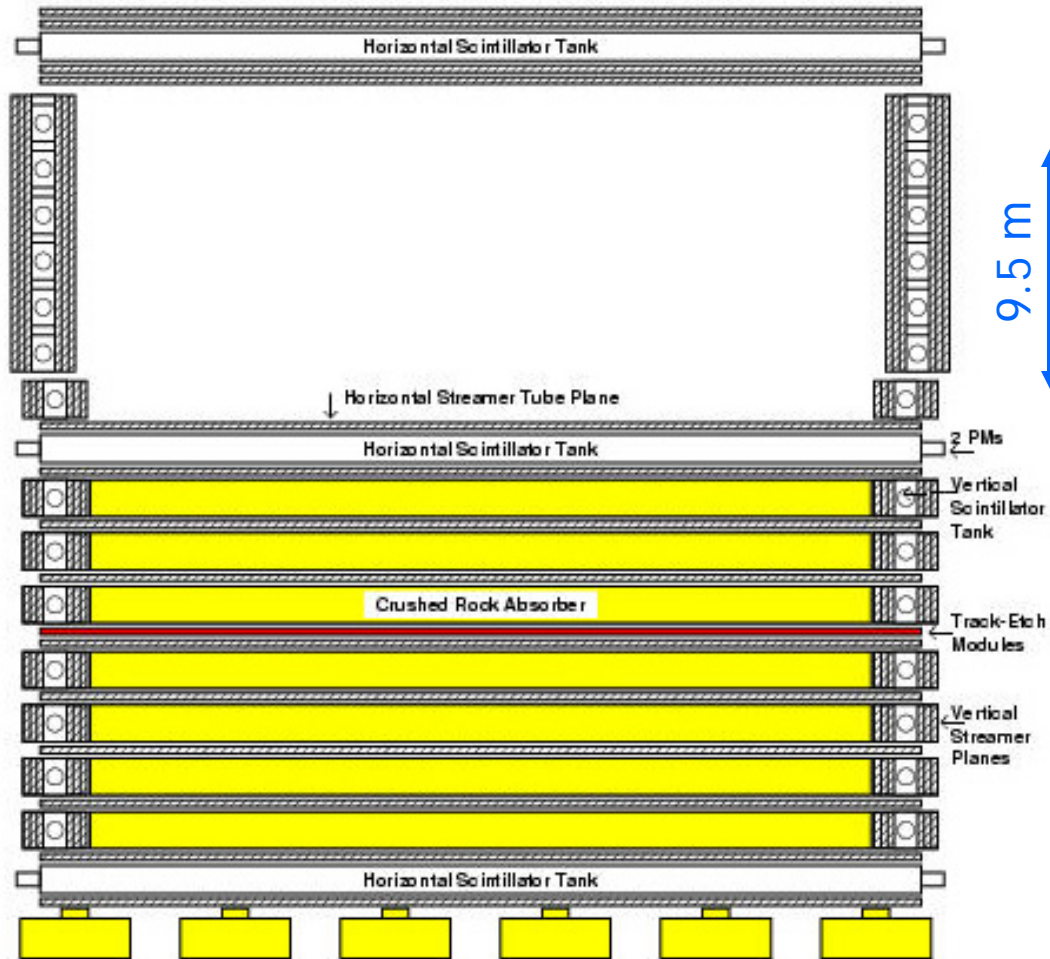 Horizontal Scintillator Tank
9.5 m
Horizontal Streamer Tube Plane
Horizontal Scintillator Tank
2 PMs
Vertical
Scintillator
Tank
Crushed Rock Absorber
Track-Etch
Modules
Vertical
Streamer
Planes
Horizontal Scintillator Tank